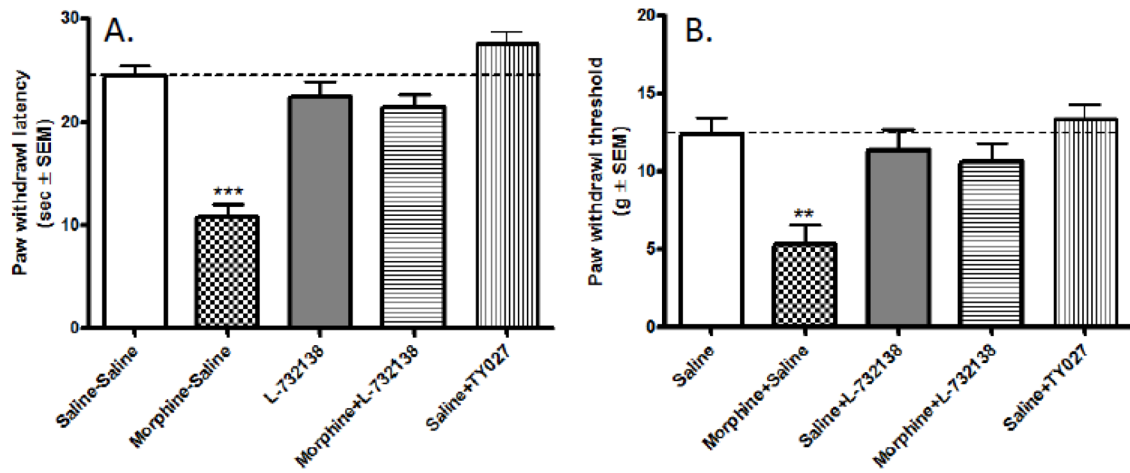 A.
Paw withdrawl latency
(sec ± SEM)
30
20
10
0
***
Saline-Saline
Morphine-Saline
L-732138
Morphine+L-732138
Saline+TY027
B.
Paw withdrawl threshold
(g ± SEM)
20
15
10
5
0
**
Saline
Morphine+Saline
Saline+L-732138
Morphine+L-732138
Saline+TY027